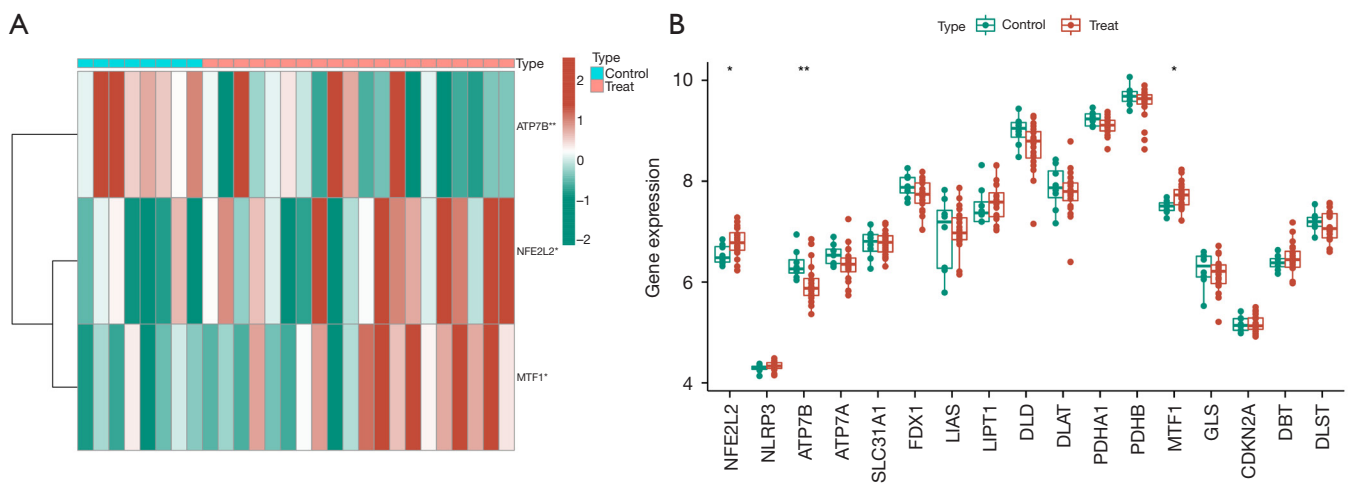 A
Type
ATP7B**
NFE2L2*
MTF1*
2
1
0
−1
−2
Type
Control
Treat
B
Type Control Treat
* ** *
Gene expression
10
8
6
4
NFE2L2
NLRP3
ATP7B
ATP7A
SLC31A1
FDX1
LIAS
LIPT1
DLD
DLAT
PDHA1
PDHB
MTF1
GLS
CDKN2A
DBT
DLST